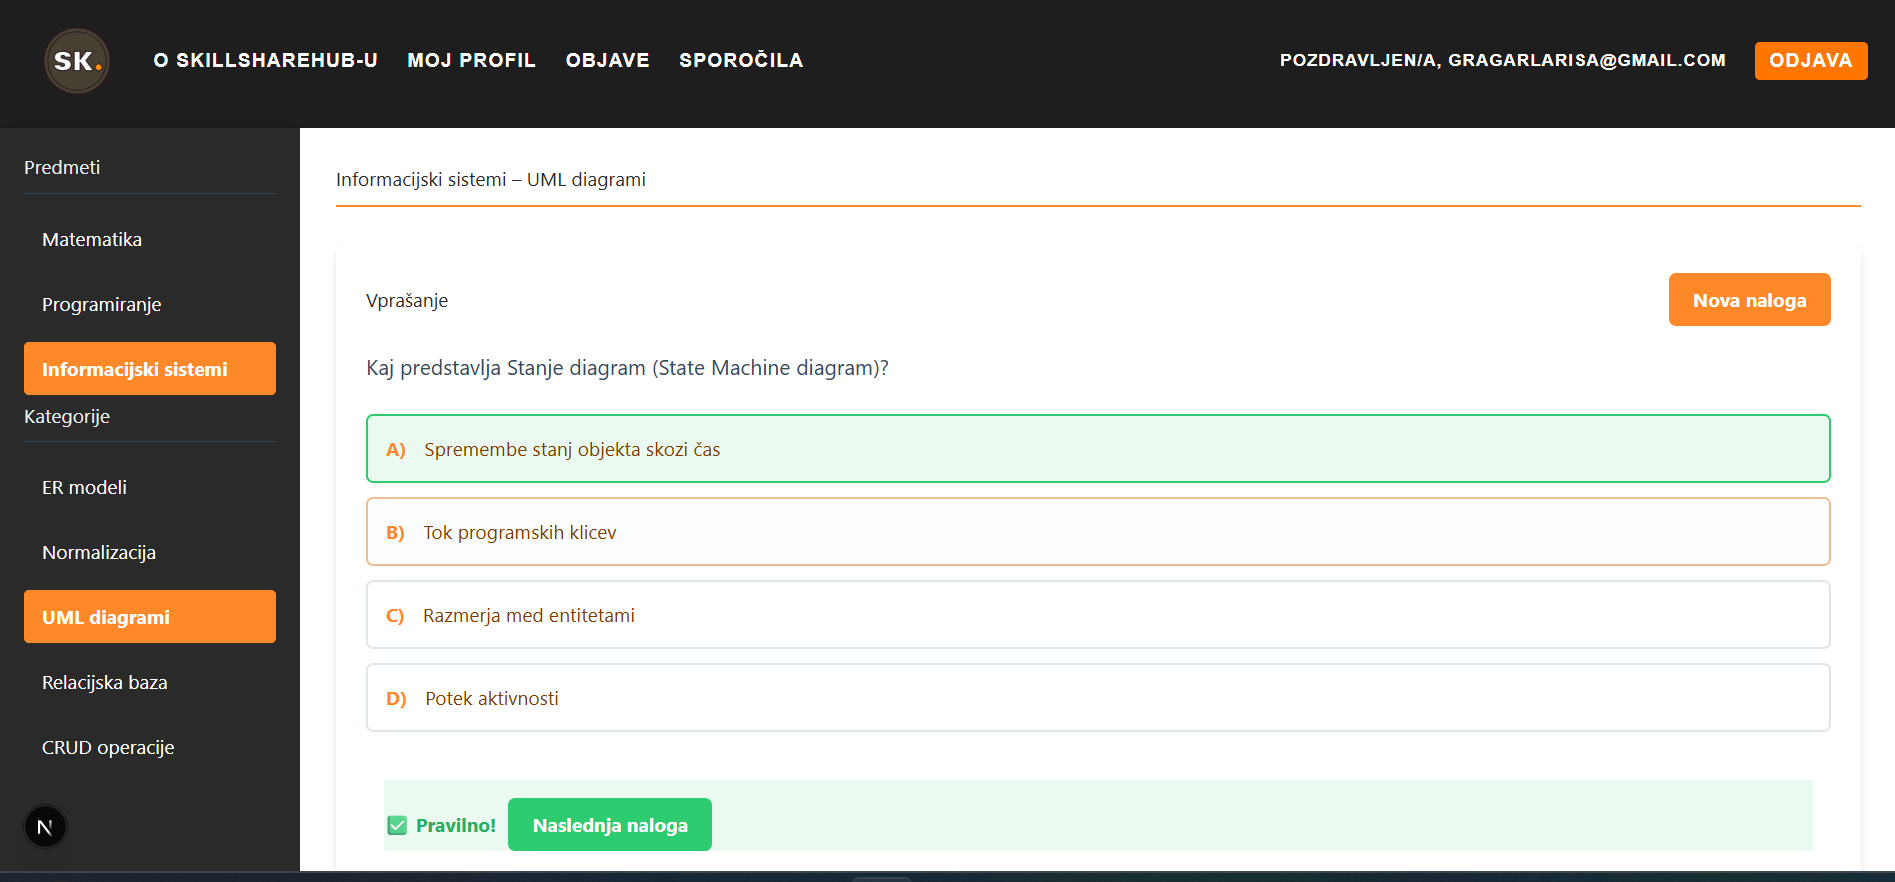 SK.
O SKILLSHAREHUB-U
MOJ PROFIL
OBJAVE
SPOROČILA
POZDRAVLJEN/A, GRAGARLARISA@GMAIL.COM
ODJAVA
Predmeti
Matematika
Programiranje
Informacijski sistemi
Kategorije
ER modeli
Normalizacija
UML diagrami
Relacijska baza
CRUD operacije
N
Informacijski sistemi – UML diagrami
Vprašanje
Nova naloga
Kaj predstavlja Stanje diagram (State Machine diagram)?
A) Spremembe stanj objekta skozi čas
B) Tok programskih klicev
C) Razmerja med entitetami
D) Potek aktivnosti
✅ Pravilno!
Naslednja naloga